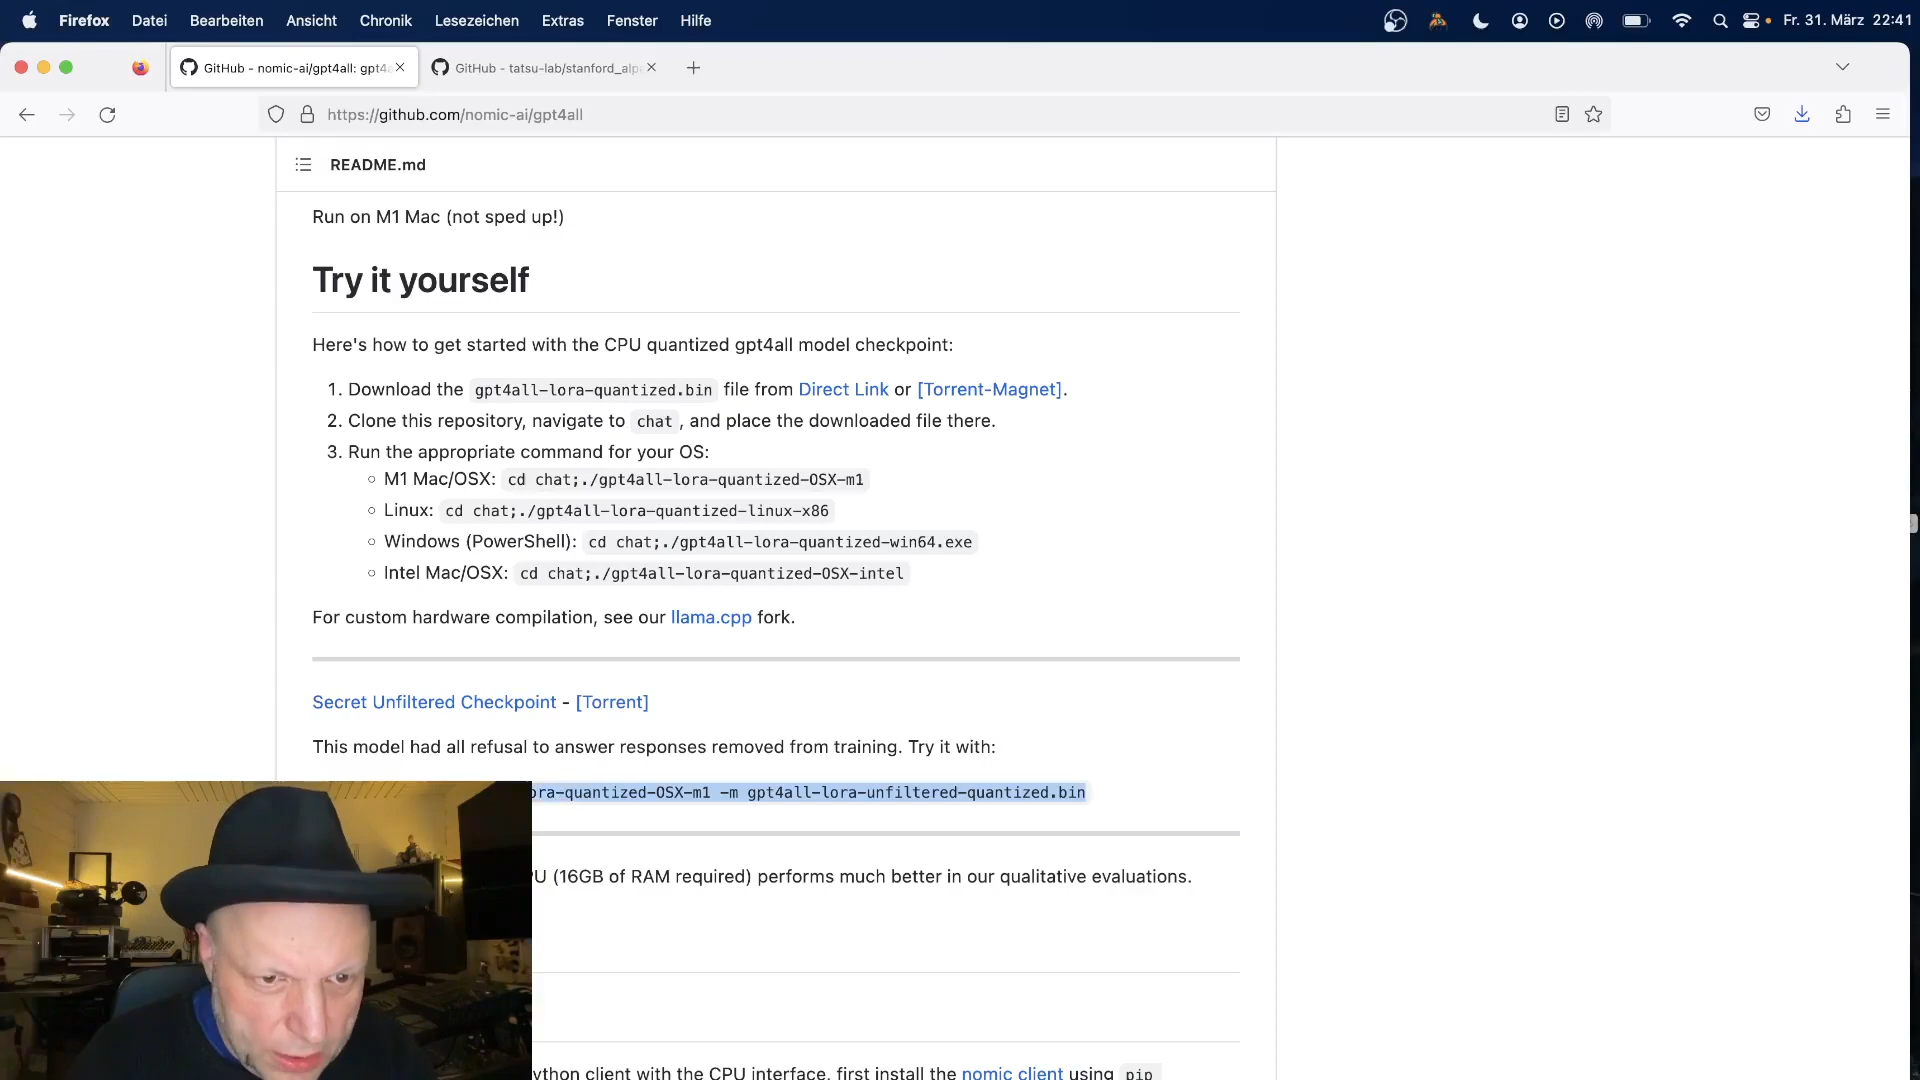 Firefox Datei Bearbeiten Ansicht Chronik Lesezeichen Extras Fenster Hilfe Fr. 31. März 22:41
GitHub - nomic-ai/gpt4all: gpt4a GitHub - tatsu-lab/stanford_alp
https://github.com/nomic-ai/gpt4all
README.md
Run on M1 Mac (not sped up!)
Try it yourself
Here's how to get started with the CPU quantized gpt4all model checkpoint:
1. Download the gpt4all-lora-quantized.bin file from Direct Link or [Torrent-Magnet].
2. Clone this repository, navigate to chat, and place the downloaded file there.
3. Run the appropriate command for your OS:
M1 Mac/OSX: cd chat;./gpt4all-lora-quantized-OSX-m1
Linux: cd chat;./gpt4all-lora-quantized-linux-x86
Windows (PowerShell): cd chat;./gpt4all-lora-quantized-win64.exe
Intel Mac/OSX: cd chat;./gpt4all-lora-quantized-OSX-intel
For custom hardware compilation, see our llama.cpp fork.
Secret Unfiltered Checkpoint - [Torrent]
This model had all refusal to answer responses removed from training. Try it with:
ora-quantized-OSX-m1 -m gpt4all-lora-unfiltered-quantized.bin
(16GB of RAM required) performs much better in our qualitative evaluations.
ython client with the CPU interface, first install the nomic client using pip